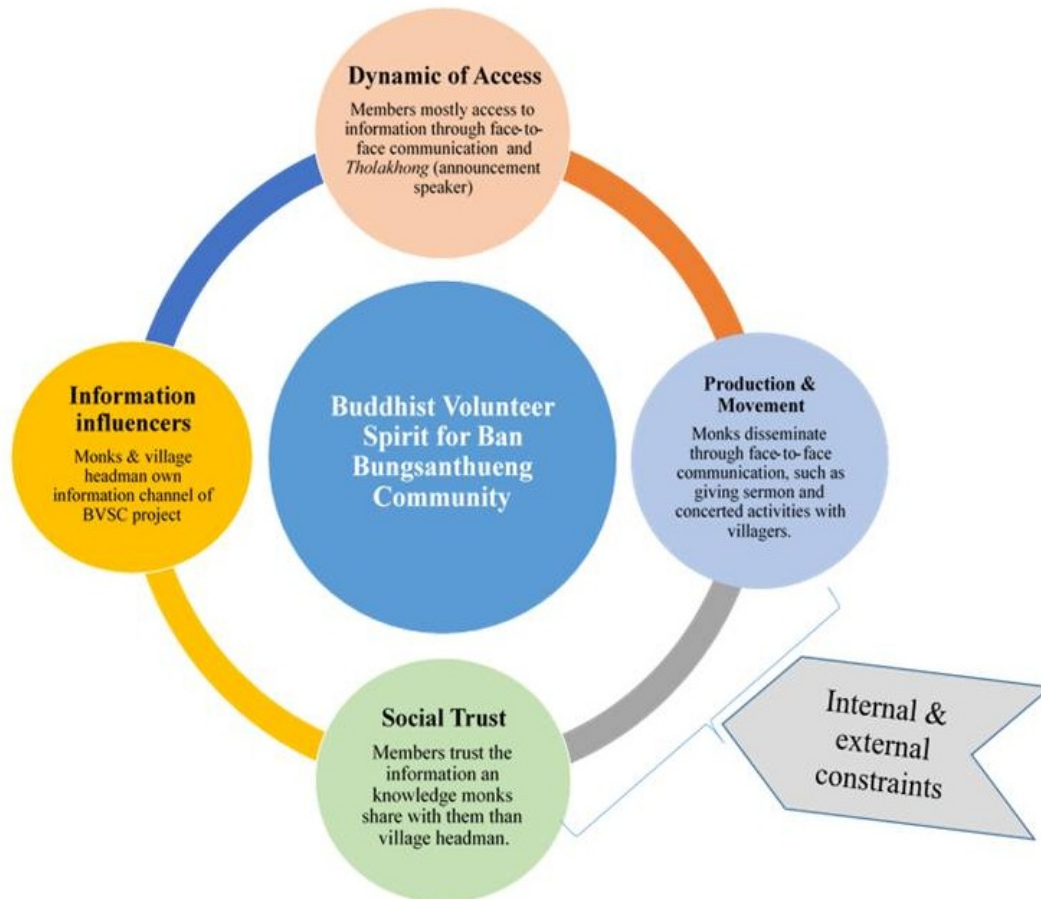 Dynamic of Access
Members mostly access to
information through face-to-
face communication and
Tholakhong (announcement
speaker)
Information
influencers
Monks & village
headman own
information channel of
BVSC project
Buddhist Volunteer
Spirit for Ban
Bungsanthueng
Community
Production &
Movement
Monks disseminate
through face-to-face
communication, such as
giving sermon and
concerted activities with
villagers.
Social Trust
Members trust the
information an
knowledge monks
share with them than
village headman.
Internal &
external
constraints